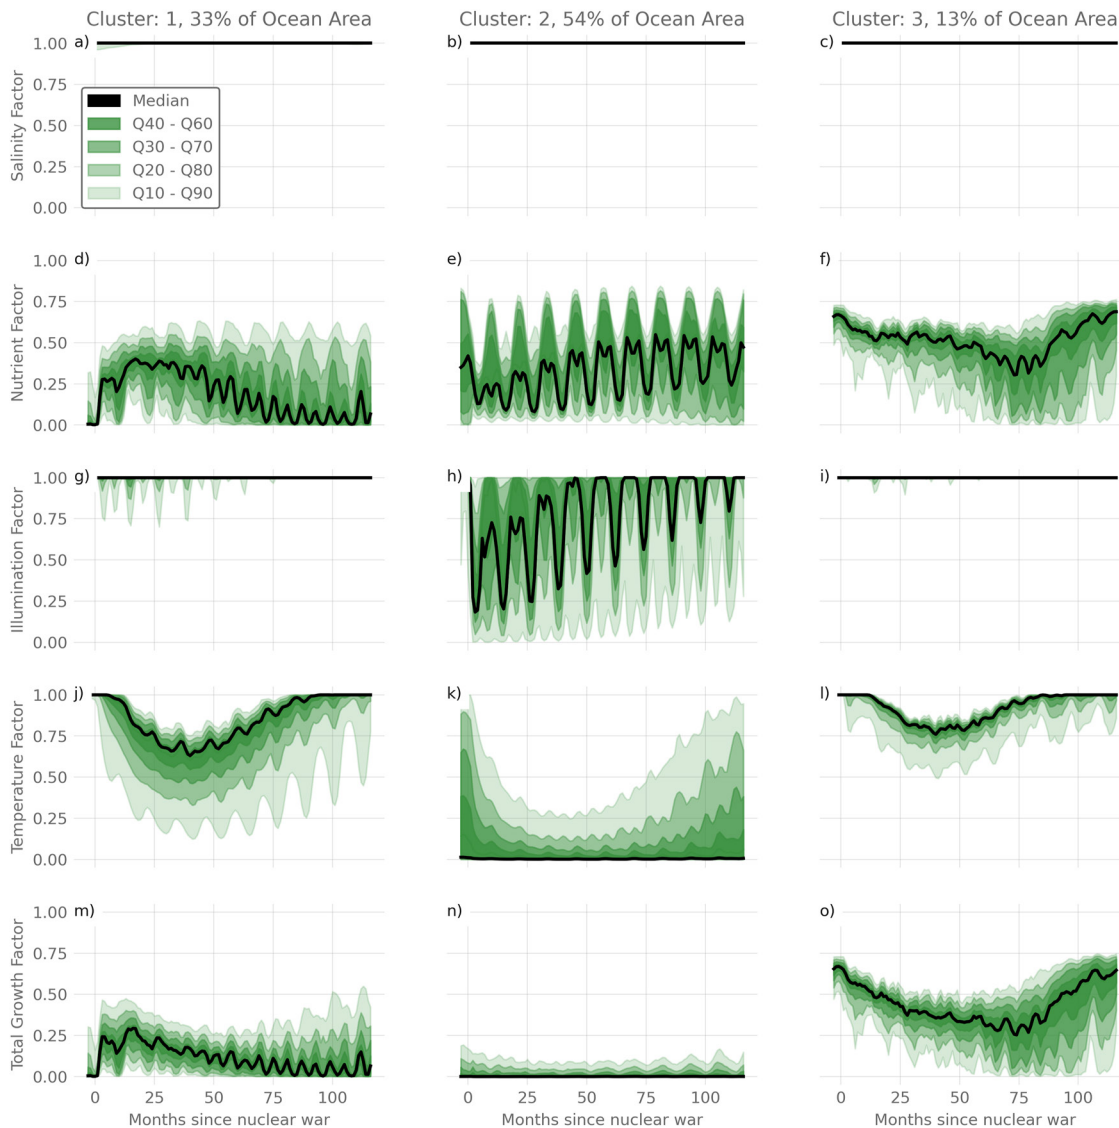 Cluster: 1, 33% of Ocean Area
Cluster: 2, 54% of Ocean Area
Cluster: 3, 13% of Ocean Area
a)
b)
c)
Salinity Factor
1.00
0.75
0.50
0.25
0.00
Median
Q40 - Q60
Q30 - Q70
Q20 - Q80
Q10 - Q90
d)
e)
f)
Nutrient Factor
1.00
0.75
0.50
0.25
0.00
g)
h)
i)
Illumination Factor
1.00
0.75
0.50
0.25
0.00
j)
k)
l)
Temperature Factor
1.00
0.75
0.50
0.25
0.00
m)
n)
o)
Total Growth Factor
1.00
0.75
0.50
0.25
0.00
0 25 50 75 100
0 25 50 75 100
0 25 50 75 100
Months since nuclear war
Months since nuclear war
Months since nuclear war